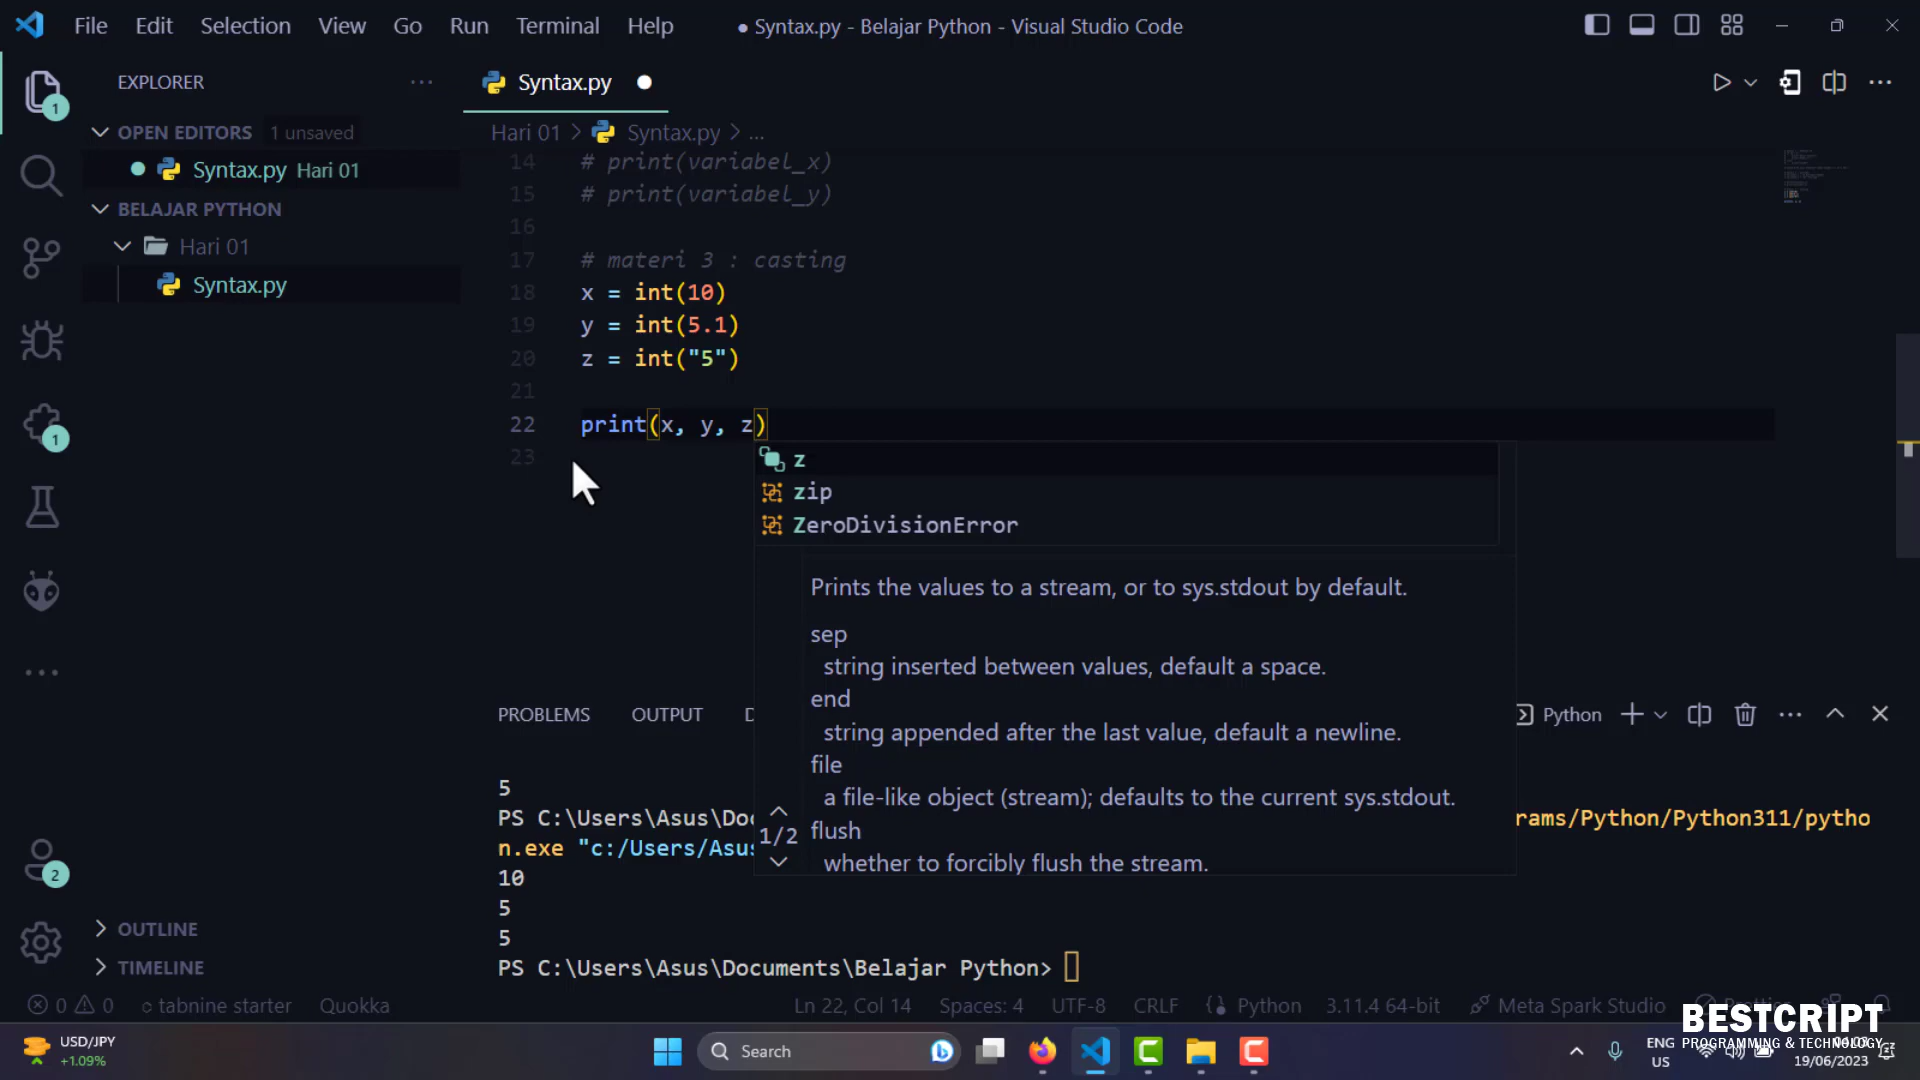 File Edit Selection View Go Run Terminal Help
● Syntax.py - Belajar Python - Visual Studio Code
EXPLORER
OPEN EDITORS 1 unsaved
Syntax.py Hari 01
BELAJAR PYTHON
Hari 01
Syntax.py
OUTLINE
TIMELINE
1
1
2
Syntax.py
Hari 01 > Syntax.py > ...
14 # print(variabel_x)
15 # print(variabel_y)
16
17 # materi 3 : casting
18 x = int(10)
19 y = int(5.1)
20 z = int("5")
21
22 print(x, y, z)
23
z
zip
ZeroDivisionError
Prints the values to a stream, or to sys.stdout by default.
sep
string inserted between values, default a space.
end
string appended after the last value, default a newline.
file
a file-like object (stream); defaults to the current sys.stdout.
1/2
flush
whether to forcibly flush the stream.
PROBLEMS OUTPUT D
Python
5
PS C:\Users\Asus\Doc rams/Python/Python311/pytho
n.exe "c:/Users/Asus
10
5
5
PS C:\Users\Asus\Documents\Belajar Python>
0 0 tabnine starter Quokka Ln 22, Col 14 Spaces: 4 UTF-8 CRLF Python 3.11.4 64-bit Meta Spark Studio
BESTCRIPT
PROGRAMMING & TECHNOLOGY
USD/JPY
+1.09%
Search
ENG
US
19/06/2023